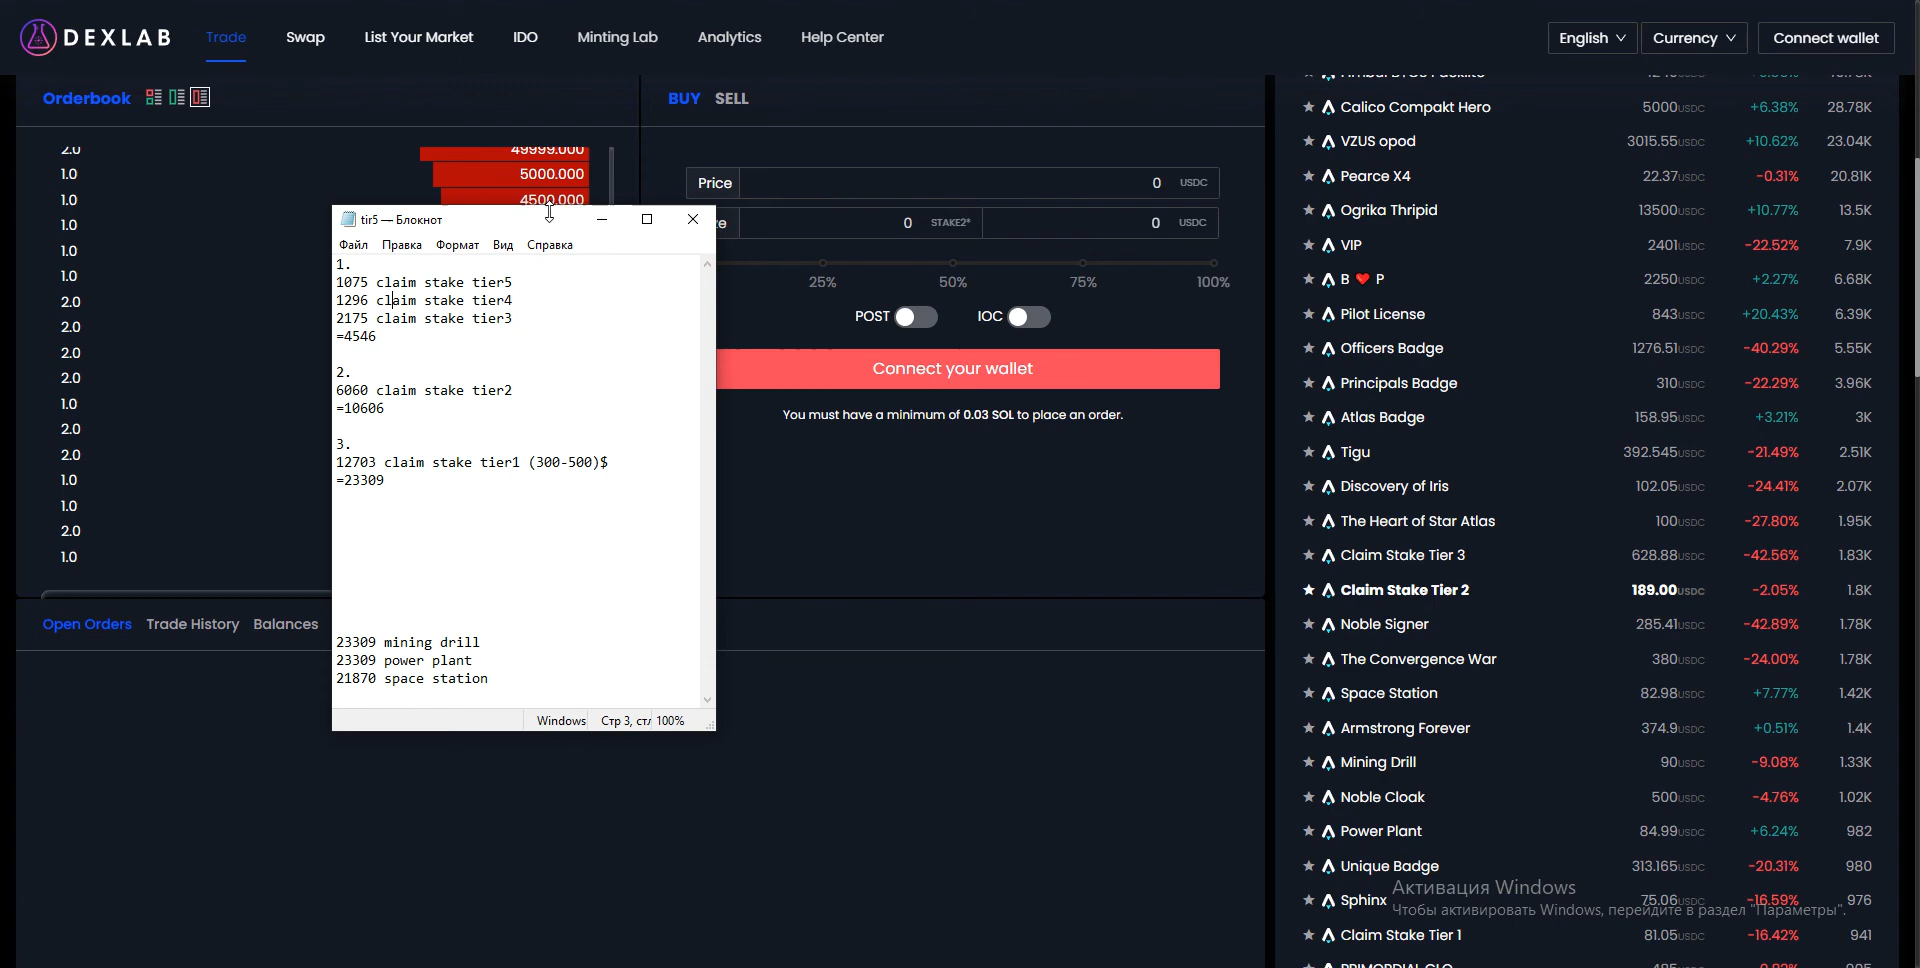 DEXLAB Trade Swap List Your Market IDO Minting Lab Analytics Help Center English Currency Connect wallet
Orderbook
2.0 49999.000
1.0 5000.000
1.0 4500.000
1.0
1.0
1.0
2.0
2.0
2.0
2.0
1.0
2.0
2.0
1.0
1.0
2.0
1.0
BUY SELL
Price 0 USDC
0 STAKE2* 0 USDC
25% 50% 75% 100%
POST IOC
Connect your wallet
You must have a minimum of 0.03 SOL to place an order.
tir5 — Блокнот
Файл Правка Формат Вид Справка
1.
1075 claim stake tier5
1296 claim stake tier4
2175 claim stake tier3
=4546
2.
6060 claim stake tier2
=10606
3.
12703 claim stake tier1 (300-500)$
=23309
23309 mining drill
23309 power plant
21870 space station
Windows Стр 3, стл 100%
Open Orders Trade History Balances
Calico Compakt Hero 5000USDC +6.38% 28.78K
VZUS opod 3015.55USDC +10.62% 23.04K
Pearce X4 22.37USDC -0.31% 20.81K
Ogrika Thripid 13500USDC +10.77% 13.5K
VIP 2401USDC -22.52% 7.9K
B ❤ P 2250USDC +2.27% 6.68K
Pilot License 843USDC +20.43% 6.39K
Officers Badge 1276.51USDC -40.29% 5.55K
Principals Badge 310USDC -22.29% 3.96K
Atlas Badge 158.95USDC +3.21% 3K
Tigu 392.545USDC -21.49% 2.51K
Discovery of Iris 102.05USDC -24.41% 2.07K
The Heart of Star Atlas 100USDC -27.80% 1.95K
Claim Stake Tier 3 628.88USDC -42.56% 1.83K
Claim Stake Tier 2 189.00USDC -2.05% 1.8K
Noble Signer 285.41USDC -42.89% 1.78K
The Convergence War 380USDC -24.00% 1.78K
Space Station 82.98USDC +7.77% 1.42K
Armstrong Forever 374.9USDC +0.51% 1.4K
Mining Drill 90USDC -9.08% 1.33K
Noble Cloak 500USDC -4.76% 1.02K
Power Plant 84.99USDC +6.24% 982
Unique Badge 313.165USDC -20.31% 980
Sphinx 75.06USDC -16.59% 976
Claim Stake Tier 1 81.05USDC -16.42% 941
Активация Windows
Чтобы активировать Windows, перейдите в раздел "Параметры".